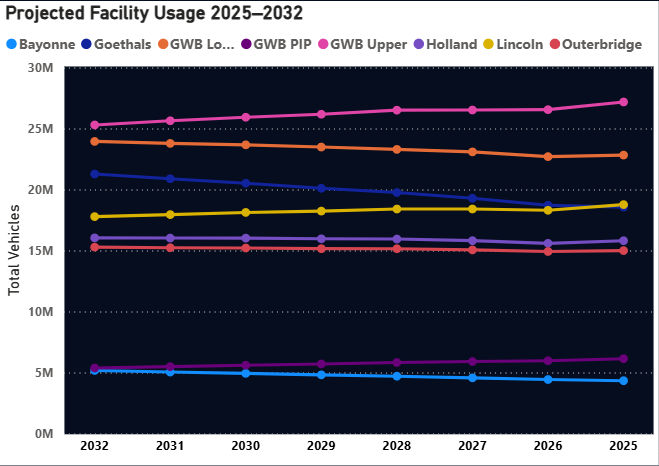 Projected Facility Usage 2025–2032
Bayonne Goethals GWB Lo... GWB PIP GWB Upper Holland Lincoln Outerbridge
30M
25M
20M
15M
10M
5M
0M
Total Vehicles
2032 2031 2030 2029 2028 2027 2026 2025